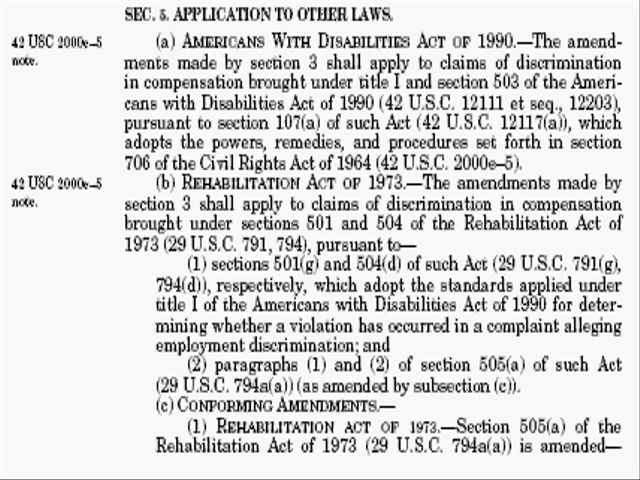 SEC. 5. APPLICATION TO OTHER LAWS.
42 USC 2000e–5
note.
(a) AMERICANS WITH DISABILITIES ACT OF 1990.—The amend-
ments made by section 3 shall apply to claims of discrimination
in compensation brought under title I and section 503 of the Ameri-
cans with Disabilities Act of 1990 (42 U.S.C. 12111 et seq., 12203),
pursuant to section 107(a) of such Act (42 U.S.C. 12117(a)), which
adopts the powers, remedies, and procedures set forth in section
706 of the Civil Rights Act of 1964 (42 U.S.C. 2000e–5).
42 USC 2000e–5
note.
(b) REHABILITATION ACT OF 1973.—The amendments made by
section 3 shall apply to claims of discrimination in compensation
brought under sections 501 and 504 of the Rehabilitation Act of
1973 (29 U.S.C. 791, 794), pursuant to—
(1) sections 501(g) and 504(d) of such Act (29 U.S.C. 791(g),
794(d)), respectively, which adopt the standards applied under
title I of the Americans with Disabilities Act of 1990 for deter-
mining whether a violation has occurred in a complaint alleging
employment discrimination; and
(2) paragraphs (1) and (2) of section 505(a) of such Act
(29 U.S.C. 794a(a)) (as amended by subsection (c)).
(c) CONFORMING AMENDMENTS.—
(1) REHABILITATION ACT OF 1973.—Section 505(a) of the
Rehabilitation Act of 1973 (29 U.S.C. 794a(a)) is amended—